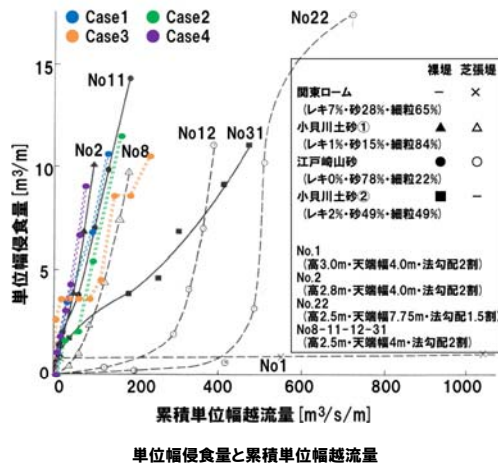 Case1 Case2
Case3 Case4
No22
No11
No2
No8
No12
No31
No1
15
10
5
0
単位幅侵食量 [m³/m]
0 200 400 600 800 1000
累積単位幅越流量 [m³/s/m]
裸堤 芝張堤
関東ローム － ×
(レキ7%・砂28%・細粒65%)
小貝川土砂① ▲ △
(レキ1%・砂15%・細粒84%)
江戸崎山砂 ● ○
(レキ0%・砂78%・細粒22%)
小貝川土砂② ■ －
(レキ2%・砂49%・細粒49%)
No.1
(高3.0m・天端幅4.0m・法勾配2割)
No.2
(高2.8m・天端幅4.0m・法勾配2割)
No.22
(高2.5m・天端幅7.75m・法勾配1.5割)
No8-11-12-31
(高2.5m・天端幅4m・法勾配2割)
単位幅侵食量と累積単位幅越流量